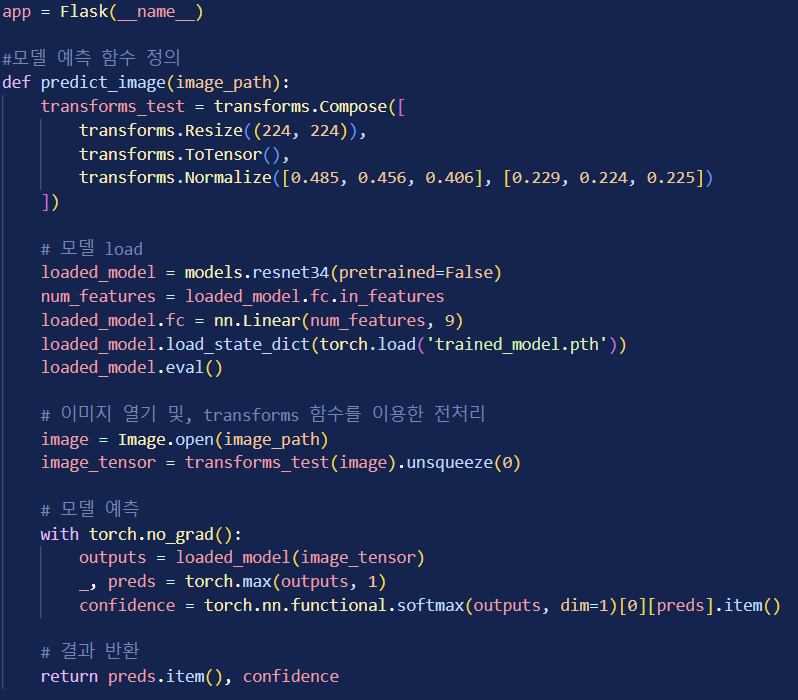 app = Flask(__name__)
#모델 예측 함수 정의
def predict_image(image_path):
    transforms_test = transforms.Compose([
        transforms.Resize((224, 224)),
        transforms.ToTensor(),
        transforms.Normalize([0.485, 0.456, 0.406], [0.229, 0.224, 0.225])
    ])
    # 모델 load
    loaded_model = models.resnet34(pretrained=False)
    num_features = loaded_model.fc.in_features
    loaded_model.fc = nn.Linear(num_features, 9)
    loaded_model.load_state_dict(torch.load('trained_model.pth'))
    loaded_model.eval()
    # 이미지 열기 및, transforms 함수를 이용한 전처리
    image = Image.open(image_path)
    image_tensor = transforms_test(image).unsqueeze(0)
    # 모델 예측
    with torch.no_grad():
        outputs = loaded_model(image_tensor)
        _, preds = torch.max(outputs, 1)
        confidence = torch.nn.functional.softmax(outputs, dim=1)[0][preds].item()
    # 결과 반환
    return preds.item(), confidence